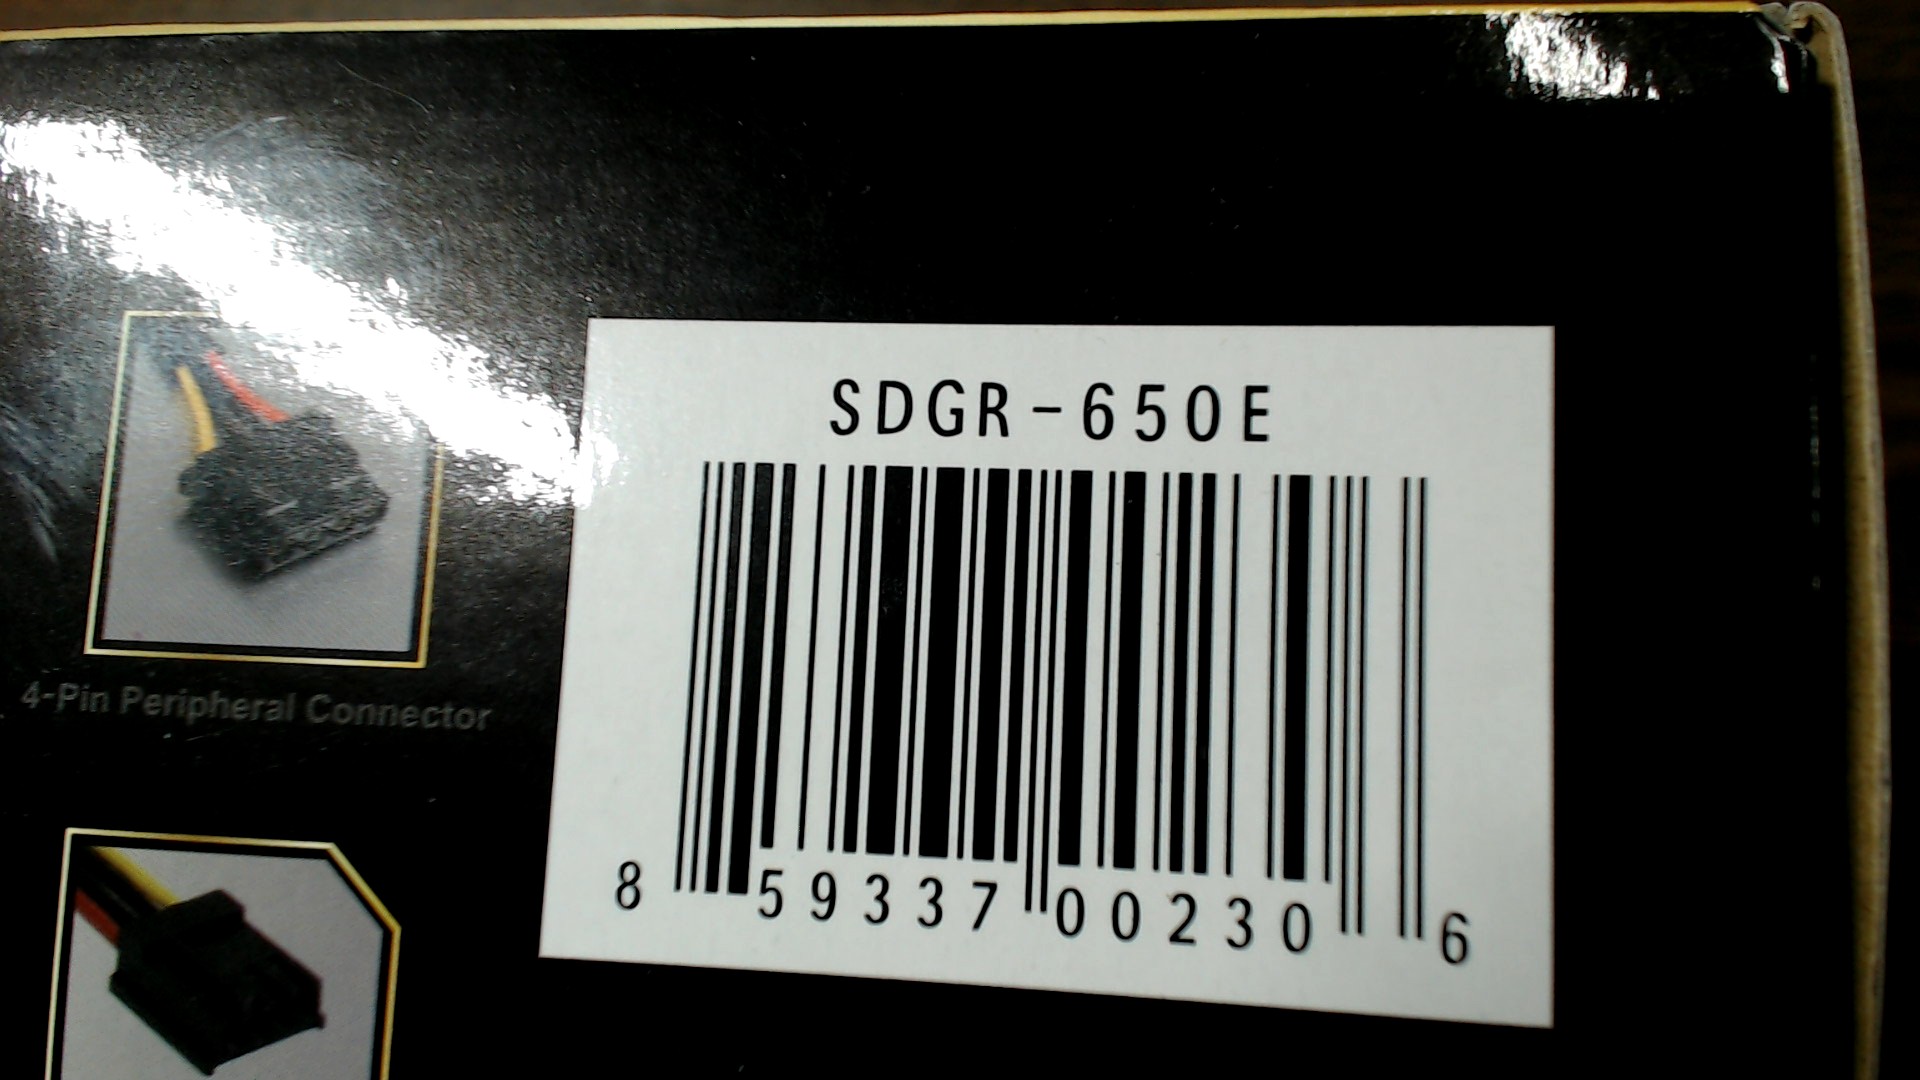 SDGR-650E
4-Pin Peripheral Connector
8 59337 00230 6